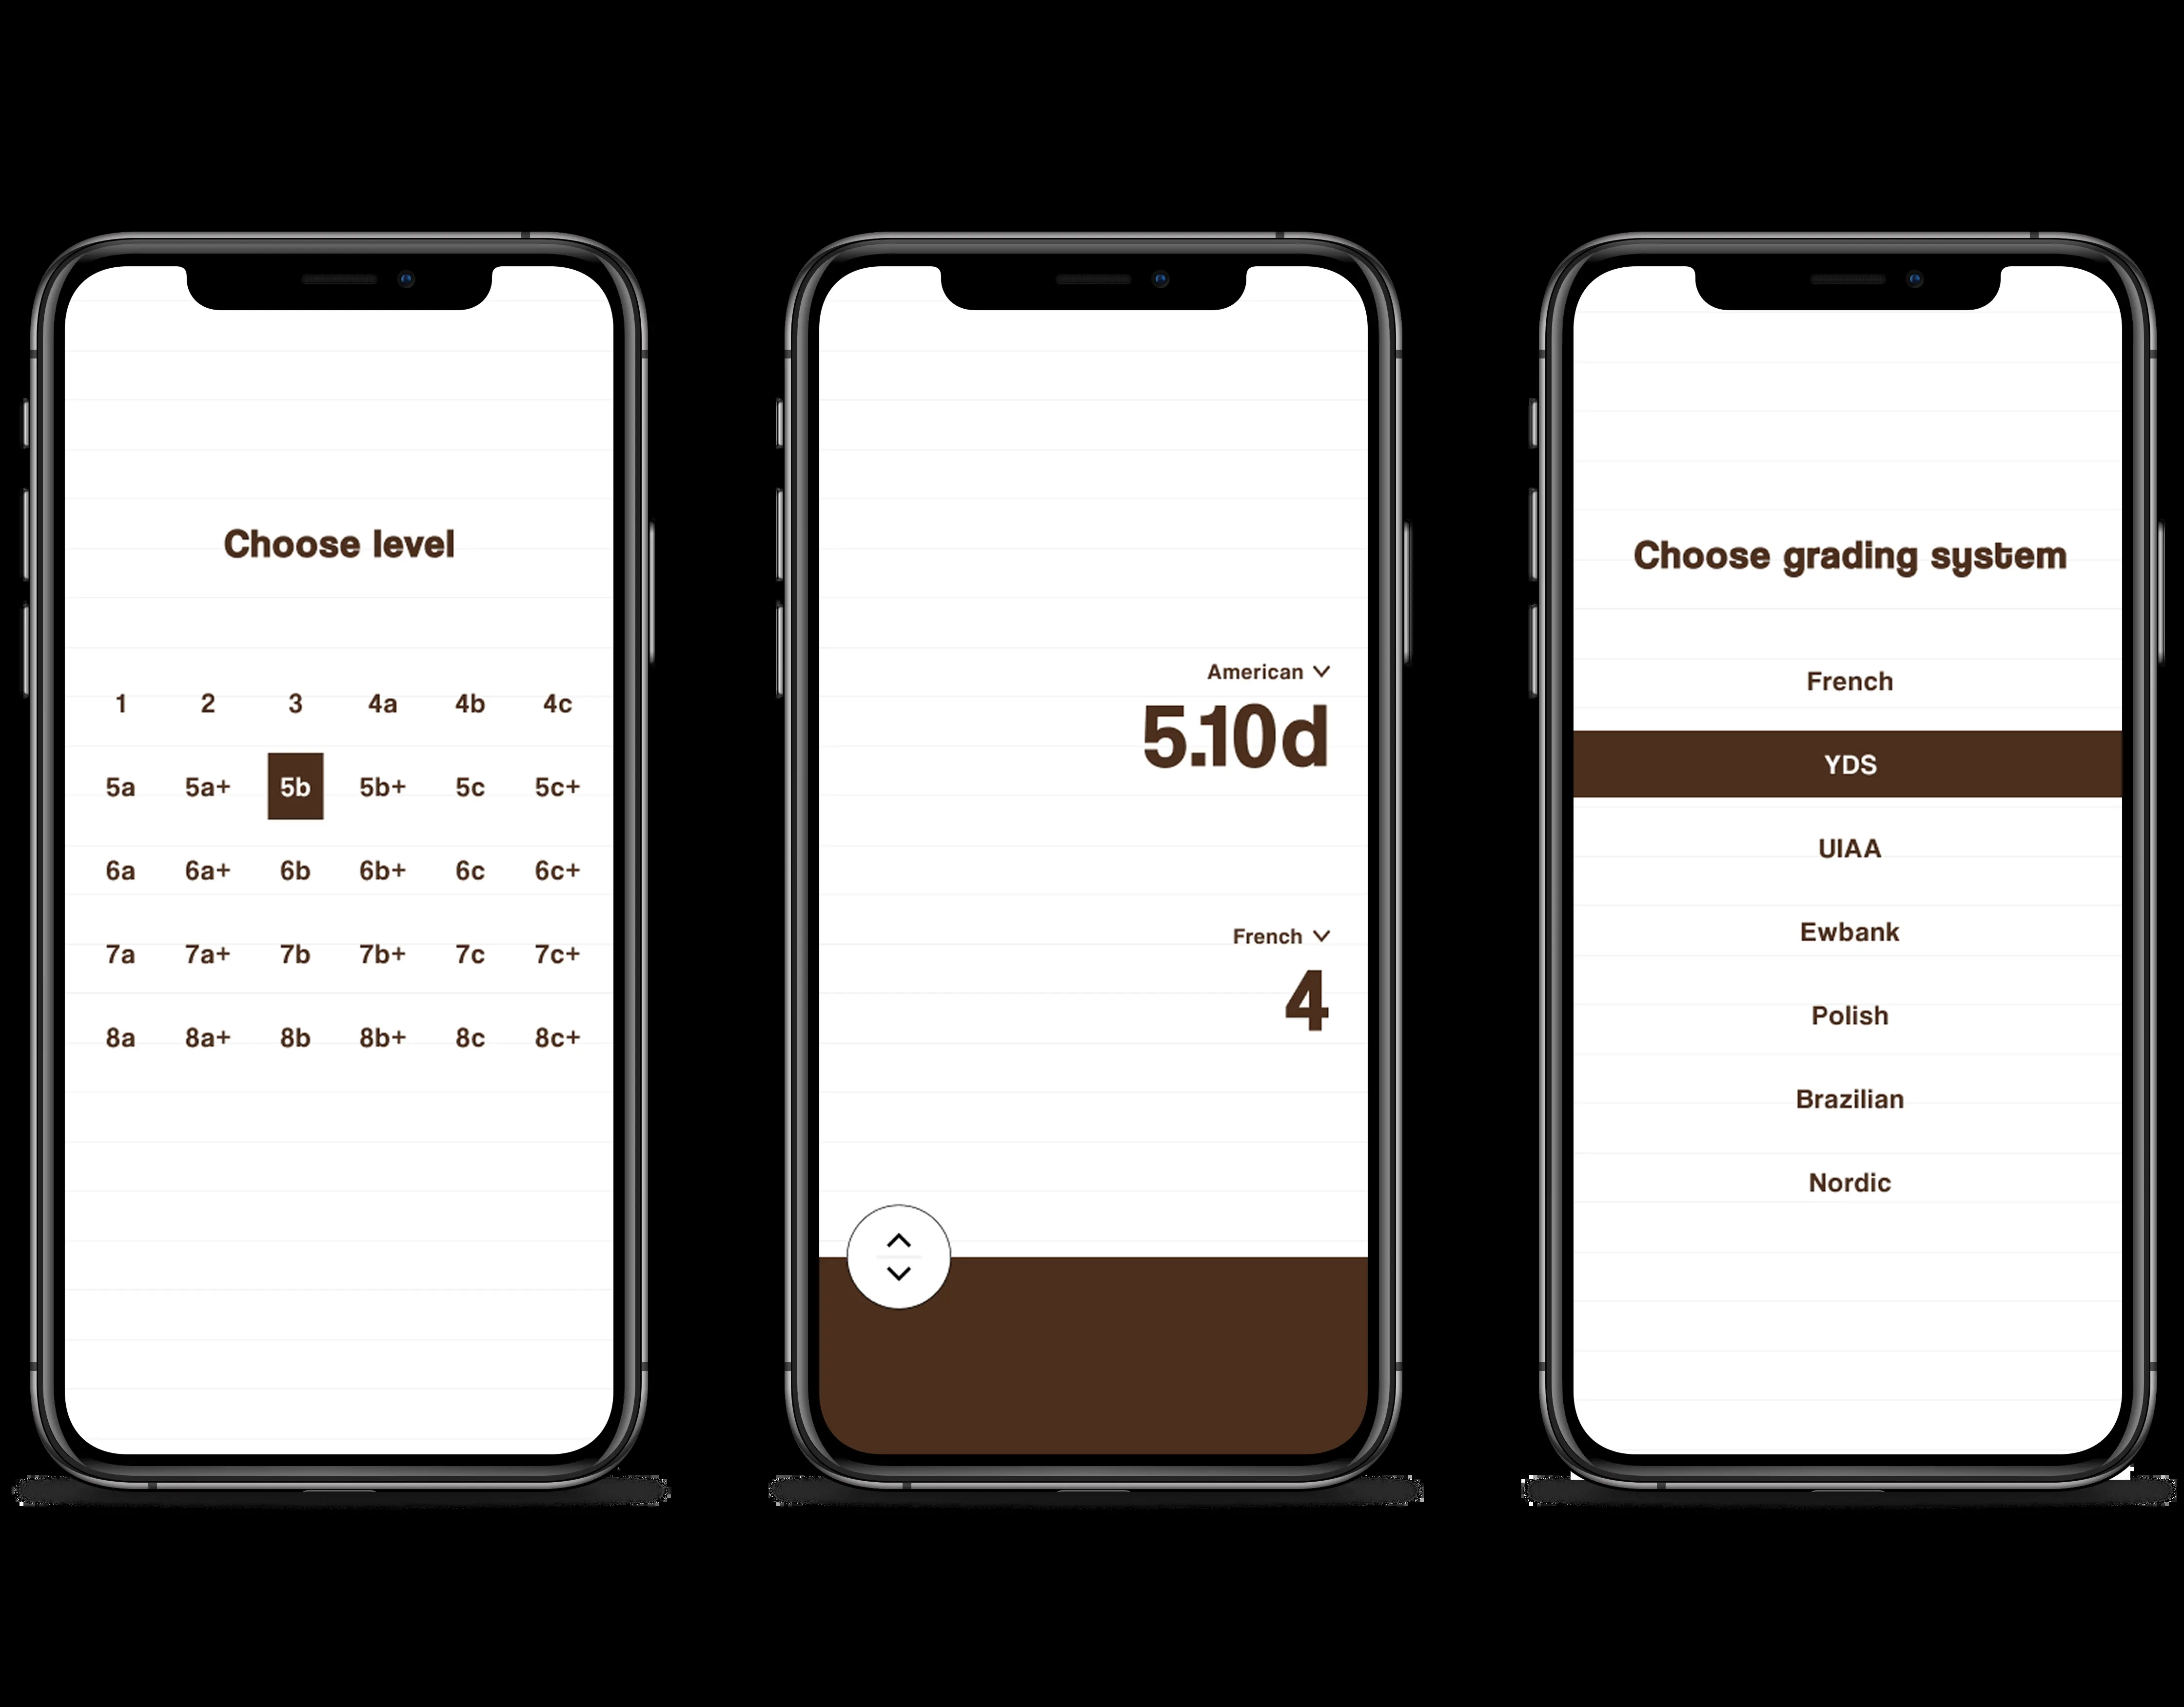 Choose level
1 2 3 4a 4b 4c
5a 5a+ 5b 5b+ 5c 5c+
6a 6a+ 6b 6b+ 6c 6c+
7a 7a+ 7b 7b+ 7c 7c+
8a 8a+ 8b 8b+ 8c 8c+
American
5.10d
French
4
Choose grading system
French
YDS
UIAA
Ewbank
Polish
Brazilian
Nordic